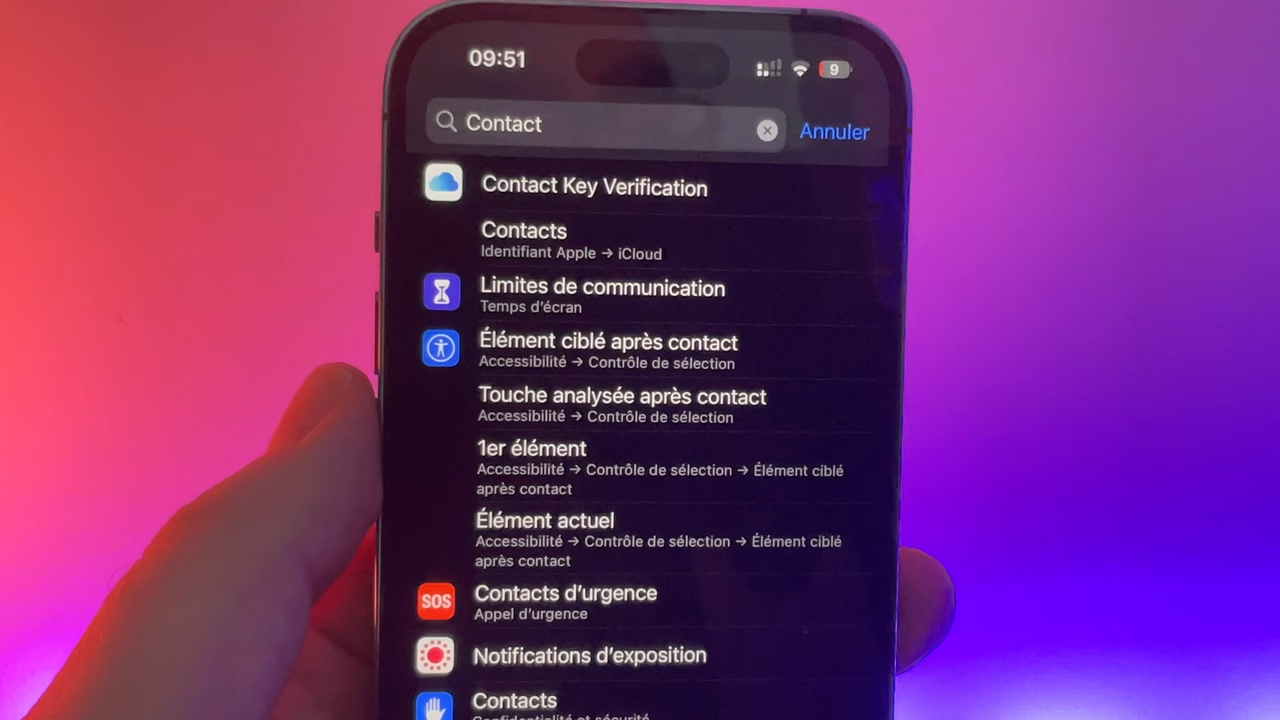 09:51
9
Contact
Annuler
Contact Key Verification
Contacts
Identifiant Apple → iCloud
Limites de communication
Temps d'écran
Élément ciblé après contact
Accessibilité → Contrôle de sélection
Touche analysée après contact
Accessibilité → Contrôle de sélection
1er élément
Accessibilité → Contrôle de sélection → Élément ciblé
après contact
Élément actuel
Accessibilité → Contrôle de sélection → Élément ciblé
après contact
SOS
Contacts d'urgence
Appel d'urgence
Notifications d'exposition
Contacts
Confidentialité et sécurité